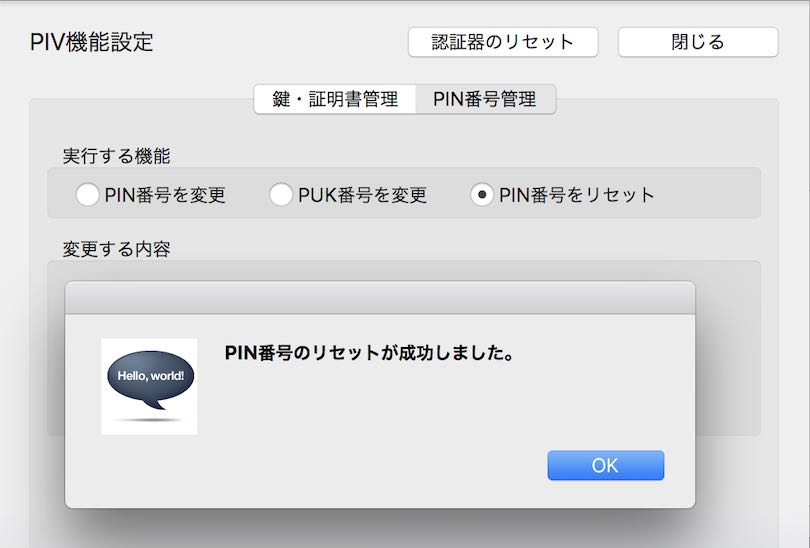 PIV機能設定
認証器のリセット
閉じる
鍵・証明書管理
PIN番号管理
実行する機能
PIN番号を変更
PUK番号を変更
PIN番号をリセット
変更する内容
Hello, world!
PIN番号のリセットが成功しました。
OK